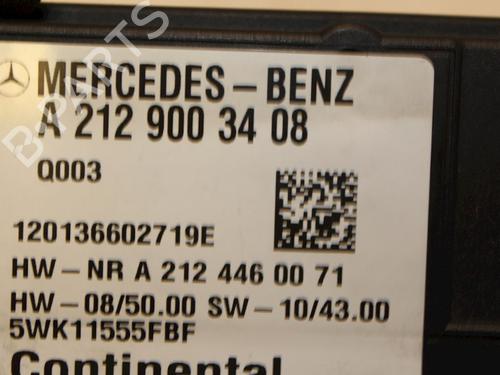 B-PARTS
MERCEDES-BENZ
A 212 900 34 08
Q003
120136602719E
HW-NR A 212 446 00 71
HW-08/50.00 SW-10/43.00
5WK11555FBF
Continental